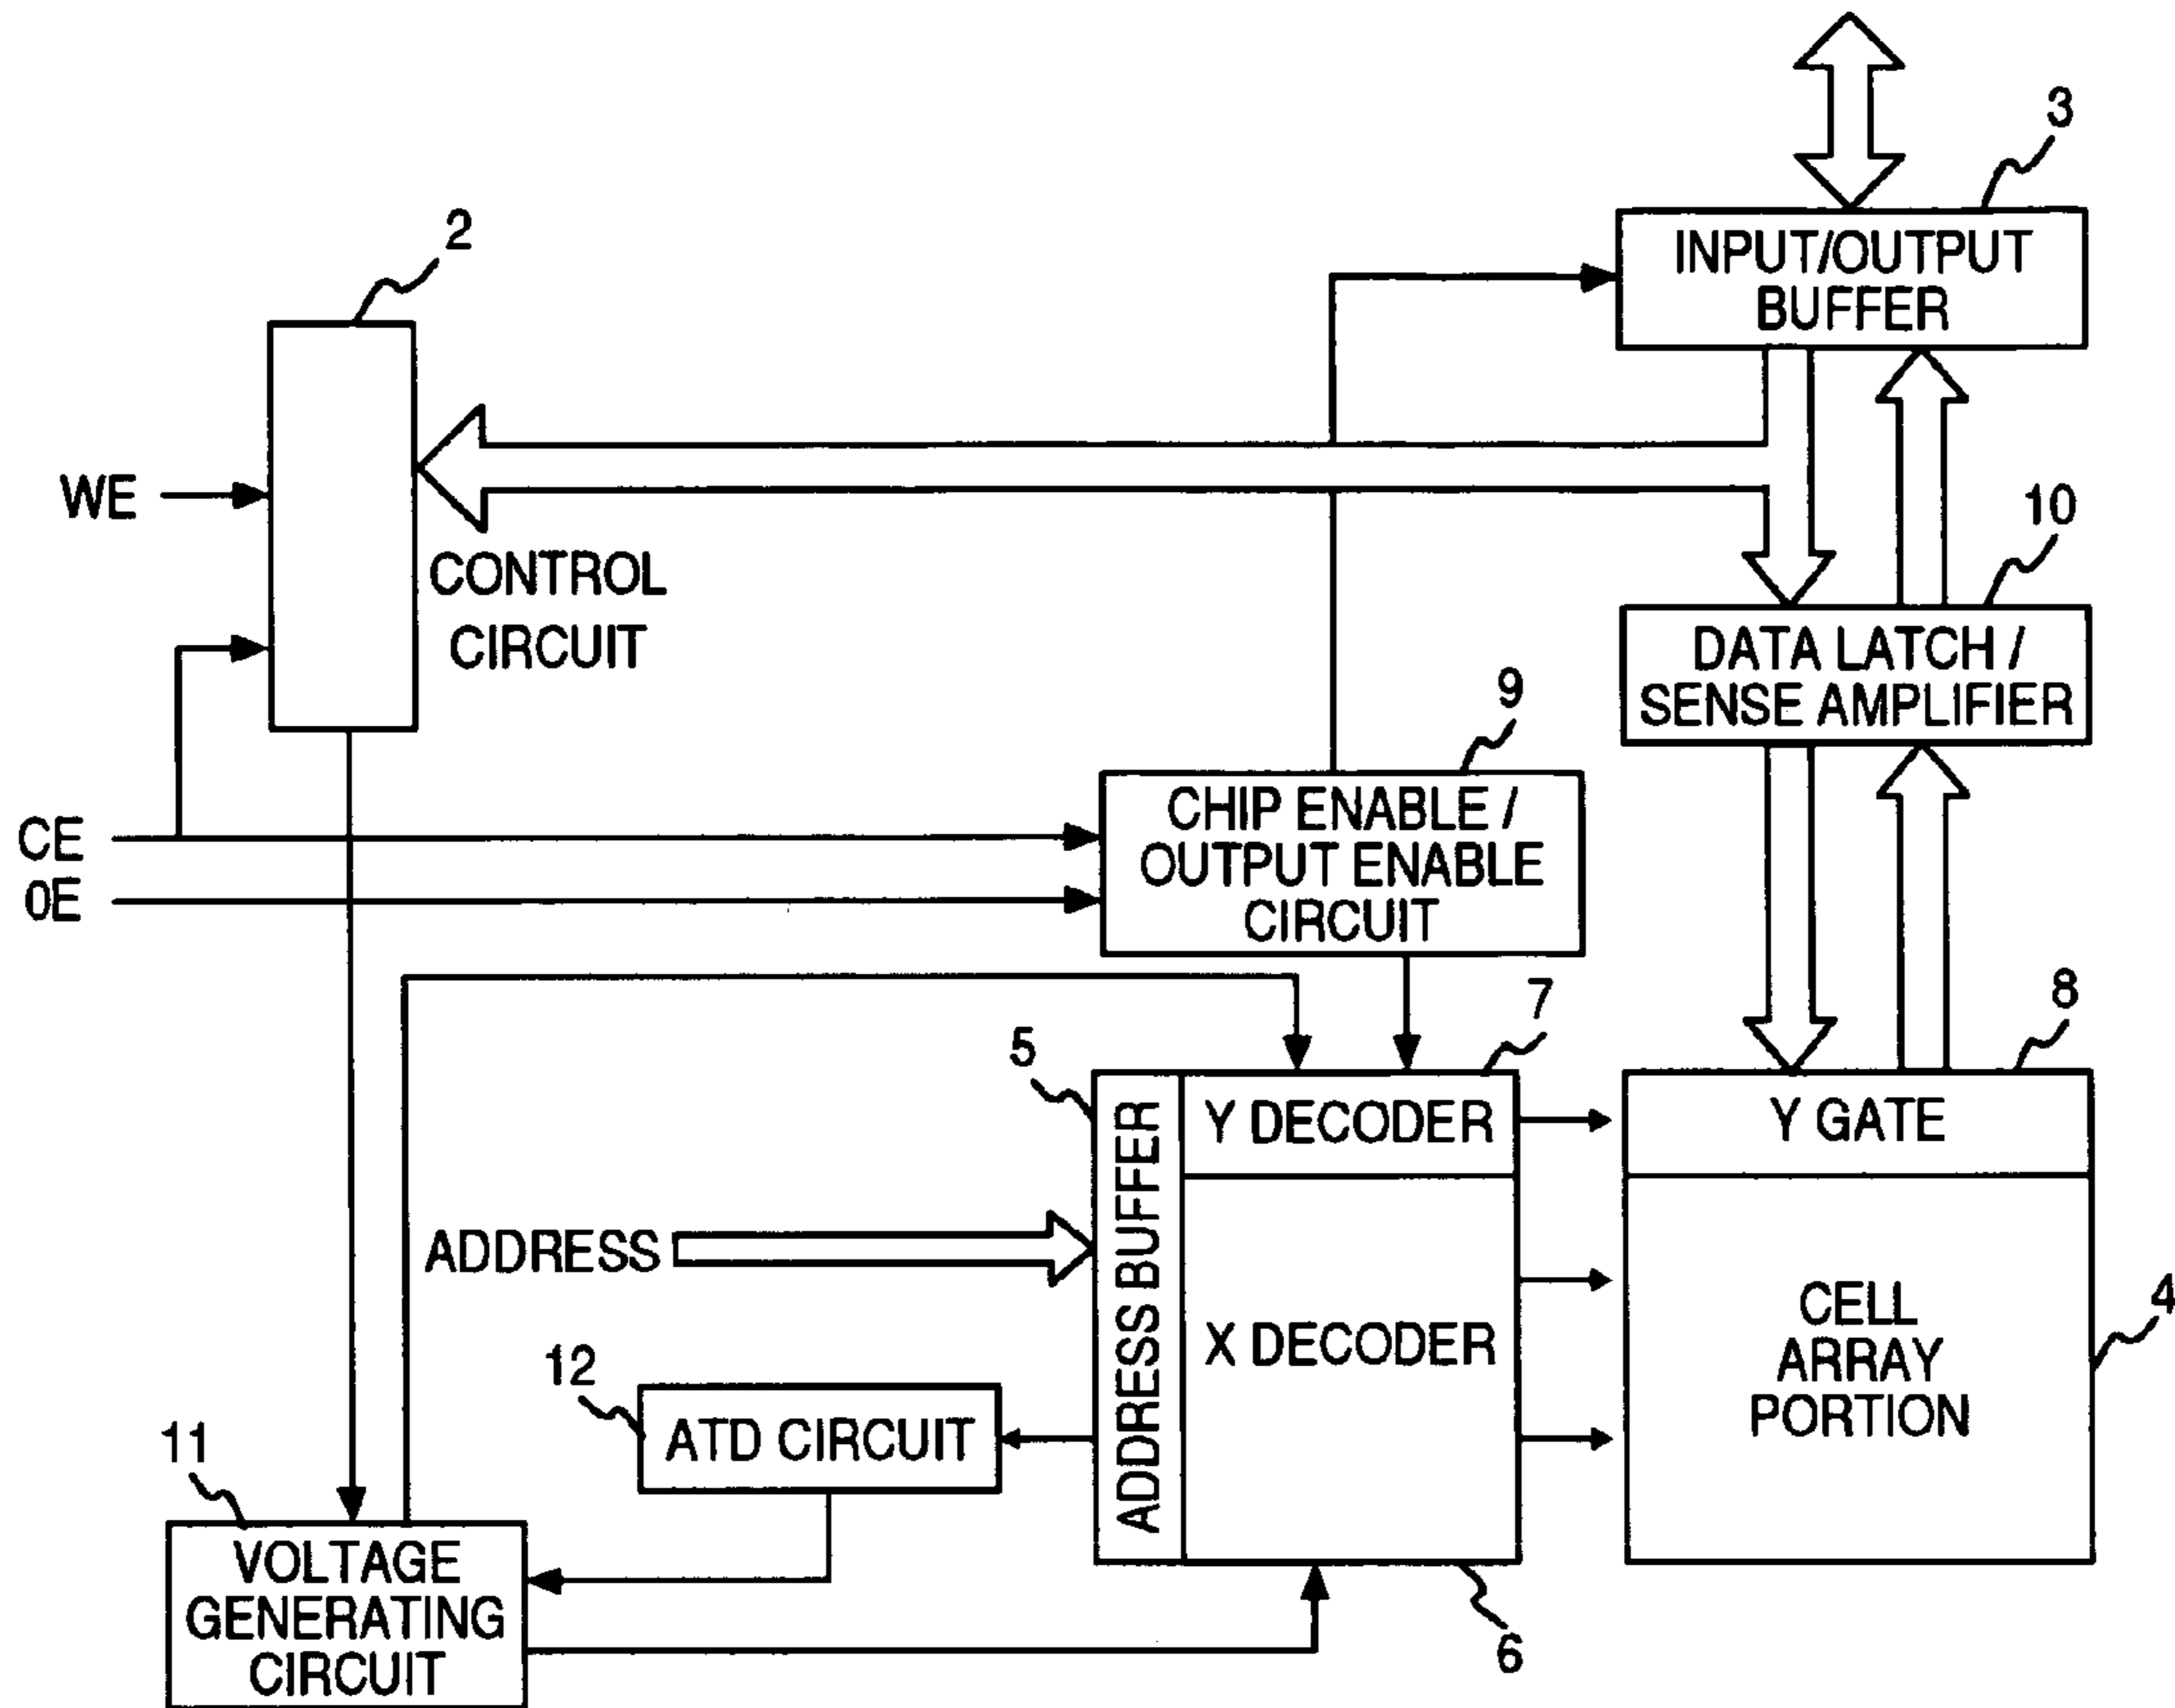 3
INPUT/OUTPUT
BUFFER
2
WE
CONTROL
CIRCUIT
10
DATA LATCH /
SENSE AMPLIFIER
9
CHIP ENABLE /
OUTPUT ENABLE
CIRCUIT
CE
0E
7
8
5
Y DECODER
Y GATE
ADDRESS BUFFER
ADDRESS
X DECODER
CELL
ARRAY
PORTION
4
12
ATD CIRCUIT
11
VOLTAGE
GENERATING
CIRCUIT
6